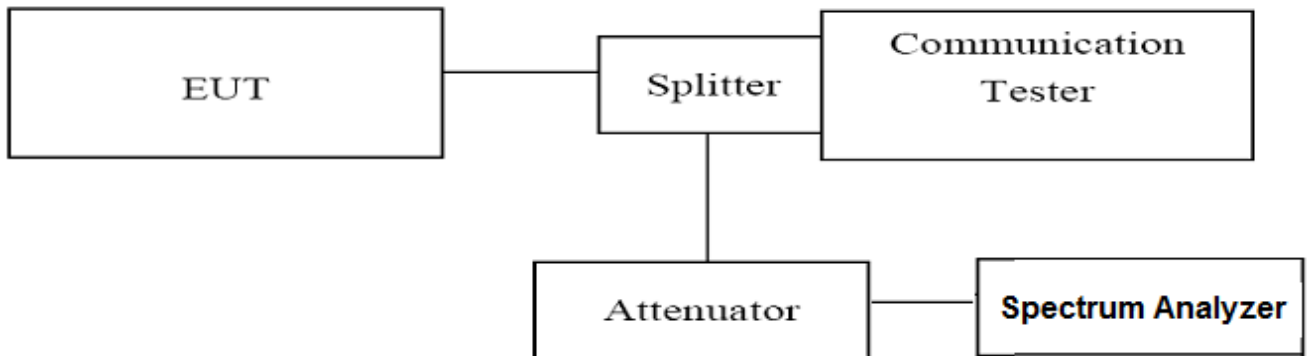 EUT
Splitter
Communication
Tester
Attenuator
Spectrum Analyzer